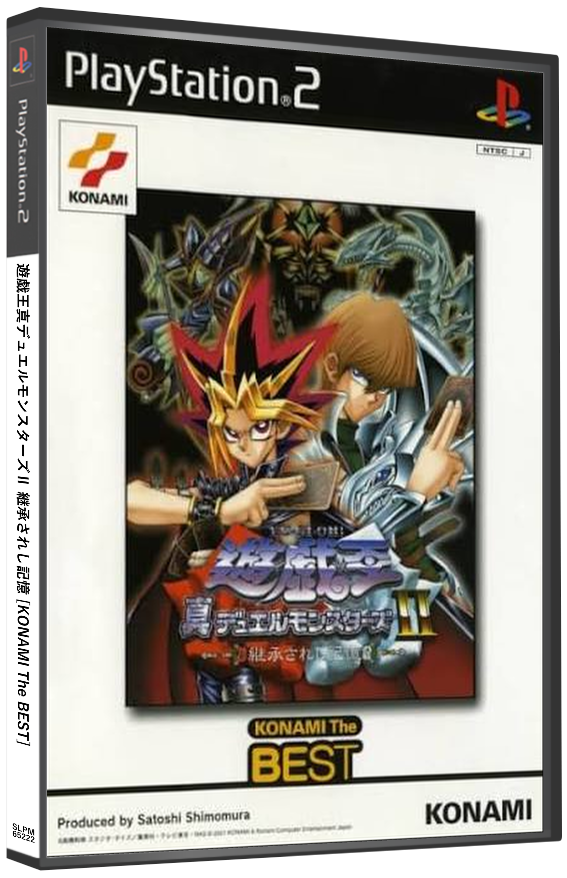 PlayStation®2
NTSC J
KONAMI
遊戯王
真デュエルモンスターズII
継承されし記憶
KONAMI The
BEST
Produced by Satoshi Shimomura
KONAMI
PlayStation®2
遊戯王真デュエルモンスターズII 継承されし記憶 [KONAMI The BEST]
SLPM
65222